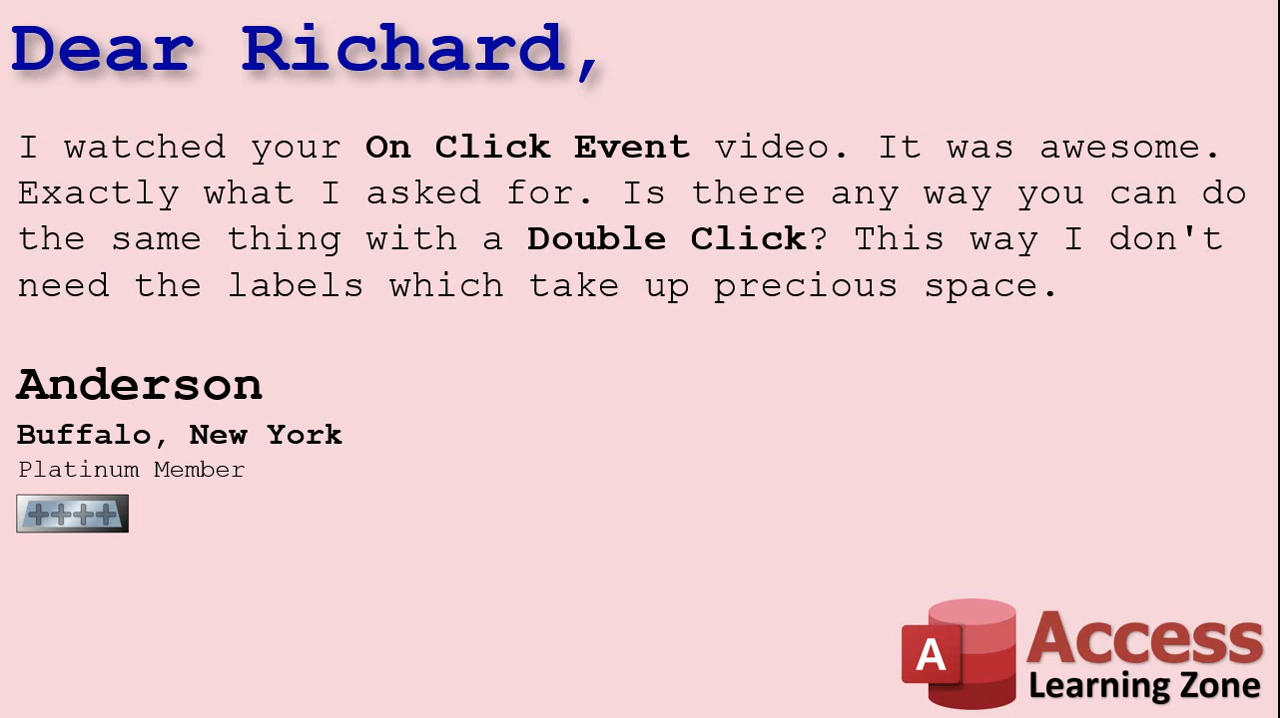 Dear Richard,
I watched your On Click Event video. It was awesome.
Exactly what I asked for. Is there any way you can do
the same thing with a Double Click? This way I don't
need the labels which take up precious space.
Anderson
Buffalo, New York
Platinum Member
++++
A
Access
Learning Zone